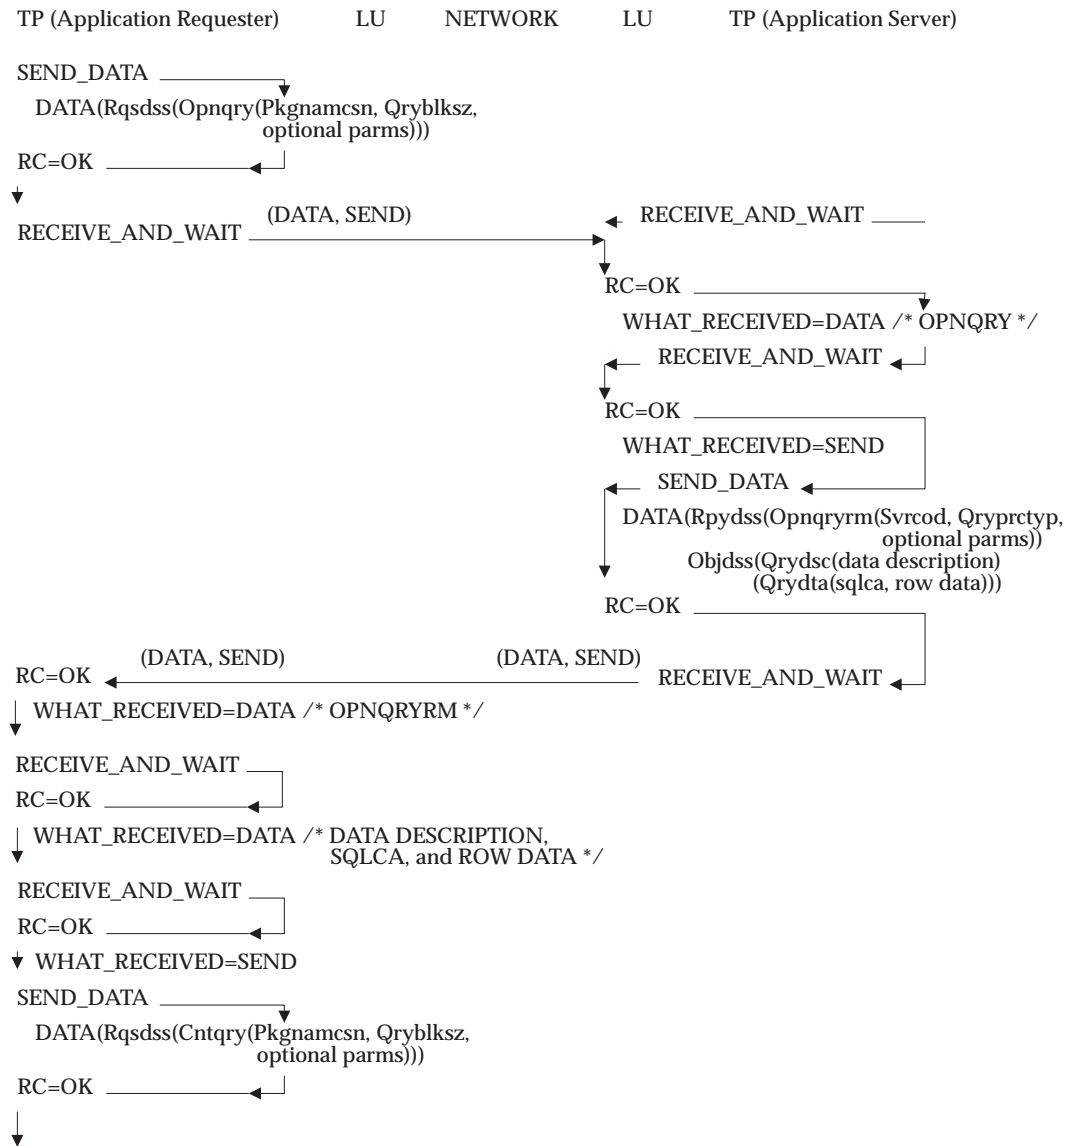 TP (Application Requester) LU NETWORK LU TP (Application Server)
SEND_DATA
DATA(Rqsdss(Opnqry(Pkgnamcsn, Qryblksz,
optional parms)))
RC=OK
(DATA, SEND) RECEIVE_AND_WAIT
RECEIVE_AND_WAIT
RC=OK
WHAT_RECEIVED=DATA /* OPNQRY */
RECEIVE_AND_WAIT
RC=OK
WHAT_RECEIVED=SEND
SEND_DATA
DATA(Rpydss(Opnqryrm(Svrcod, Qryprctyp,
optional parms))
Objdss(Qrydsc(data description)
(Qrydta(sqlca, row data)))
RC=OK
(DATA, SEND) (DATA, SEND)
RC=OK RECEIVE_AND_WAIT
WHAT_RECEIVED=DATA /* OPNQRYRM */
RECEIVE_AND_WAIT
RC=OK
WHAT_RECEIVED=DATA /* DATA DESCRIPTION,
SQLCA, and ROW DATA */
RECEIVE_AND_WAIT
RC=OK
WHAT_RECEIVED=SEND
SEND_DATA
DATA(Rqsdss(Cntqry(Pkgnamcsn, Qryblksz,
optional parms)))
RC=OK